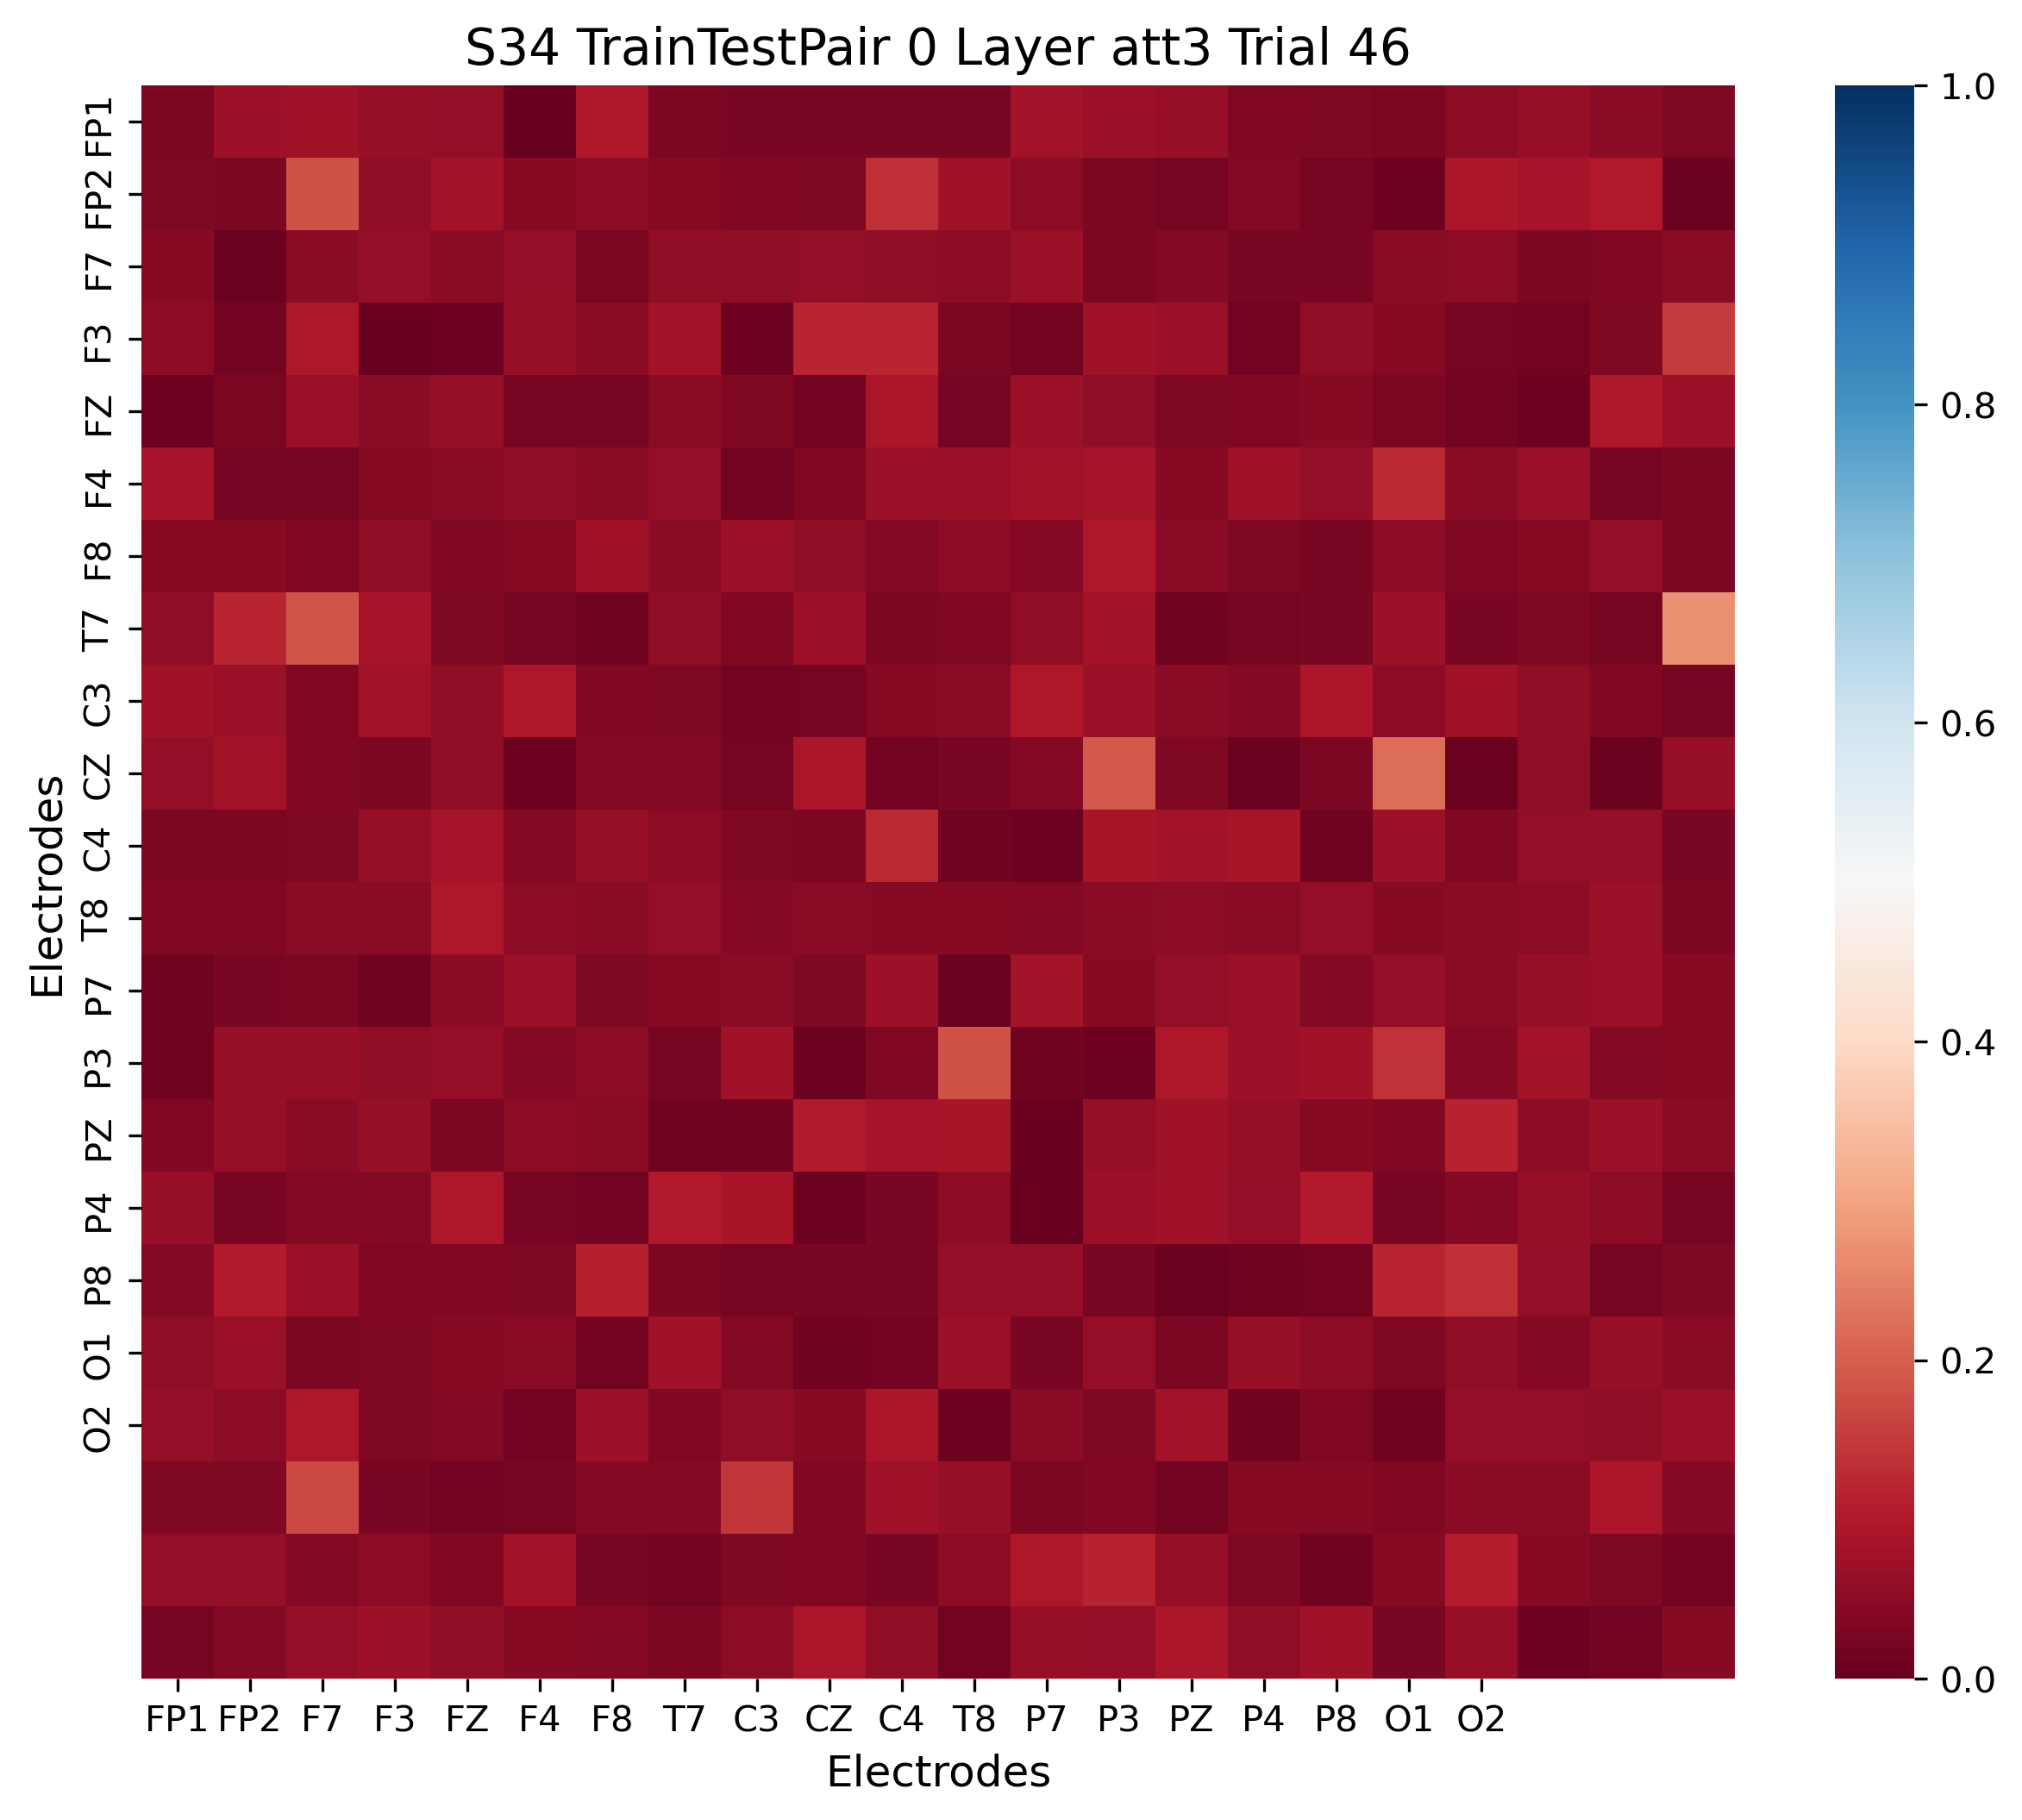 S34 TrainTestPair 0 Layer att3 Trial 46
Electrodes
FP1
FP2
F7
F3
FZ
F4
F8
T7
C3
CZ
C4
T8
P7
P3
PZ
P4
P8
O1
O2
FP1 FP2 F7 F3 FZ F4 F8 T7 C3 CZ C4 T8 P7 P3 PZ P4 P8 O1 O2
Electrodes
1.0
0.8
0.6
0.4
0.2
0.0